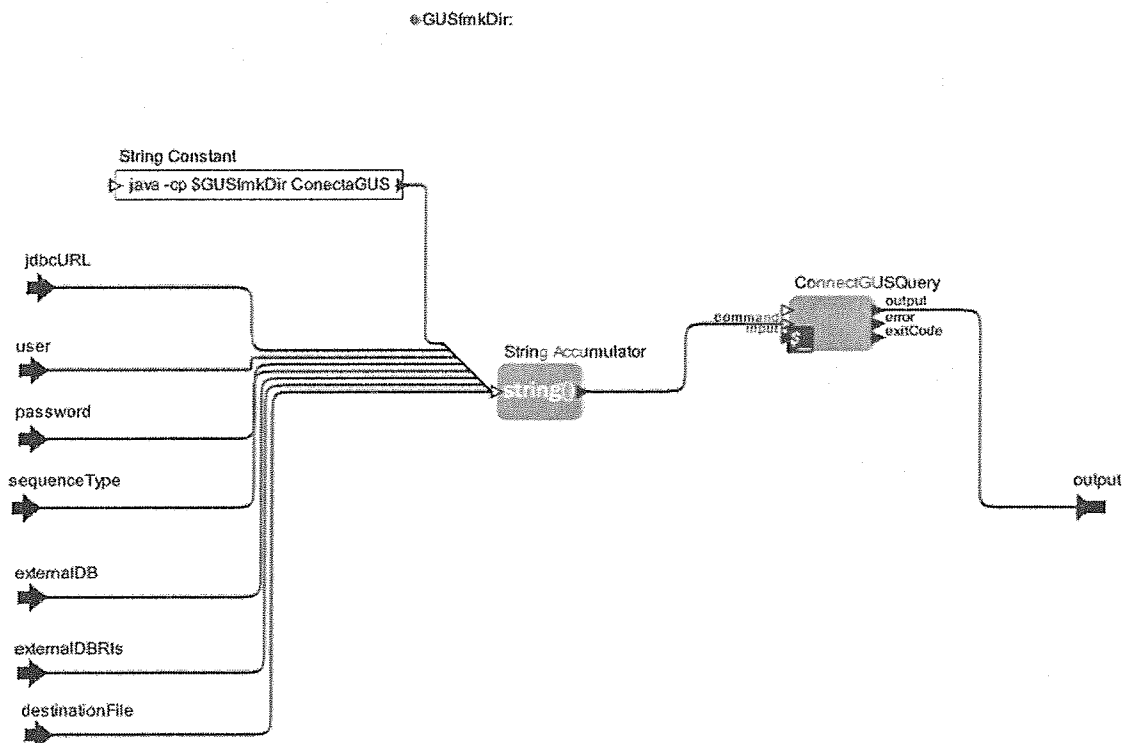 GUSfmkDir:
String Constant
java -cp $GUSfmkDir ConectaGUS
jdbcURL
user
password
sequenceType
externalDB
externalDBRls
destinationFile
String Accumulator
string()
ConnectGUSQuery
command
input
$_
output
error
exitCode
output